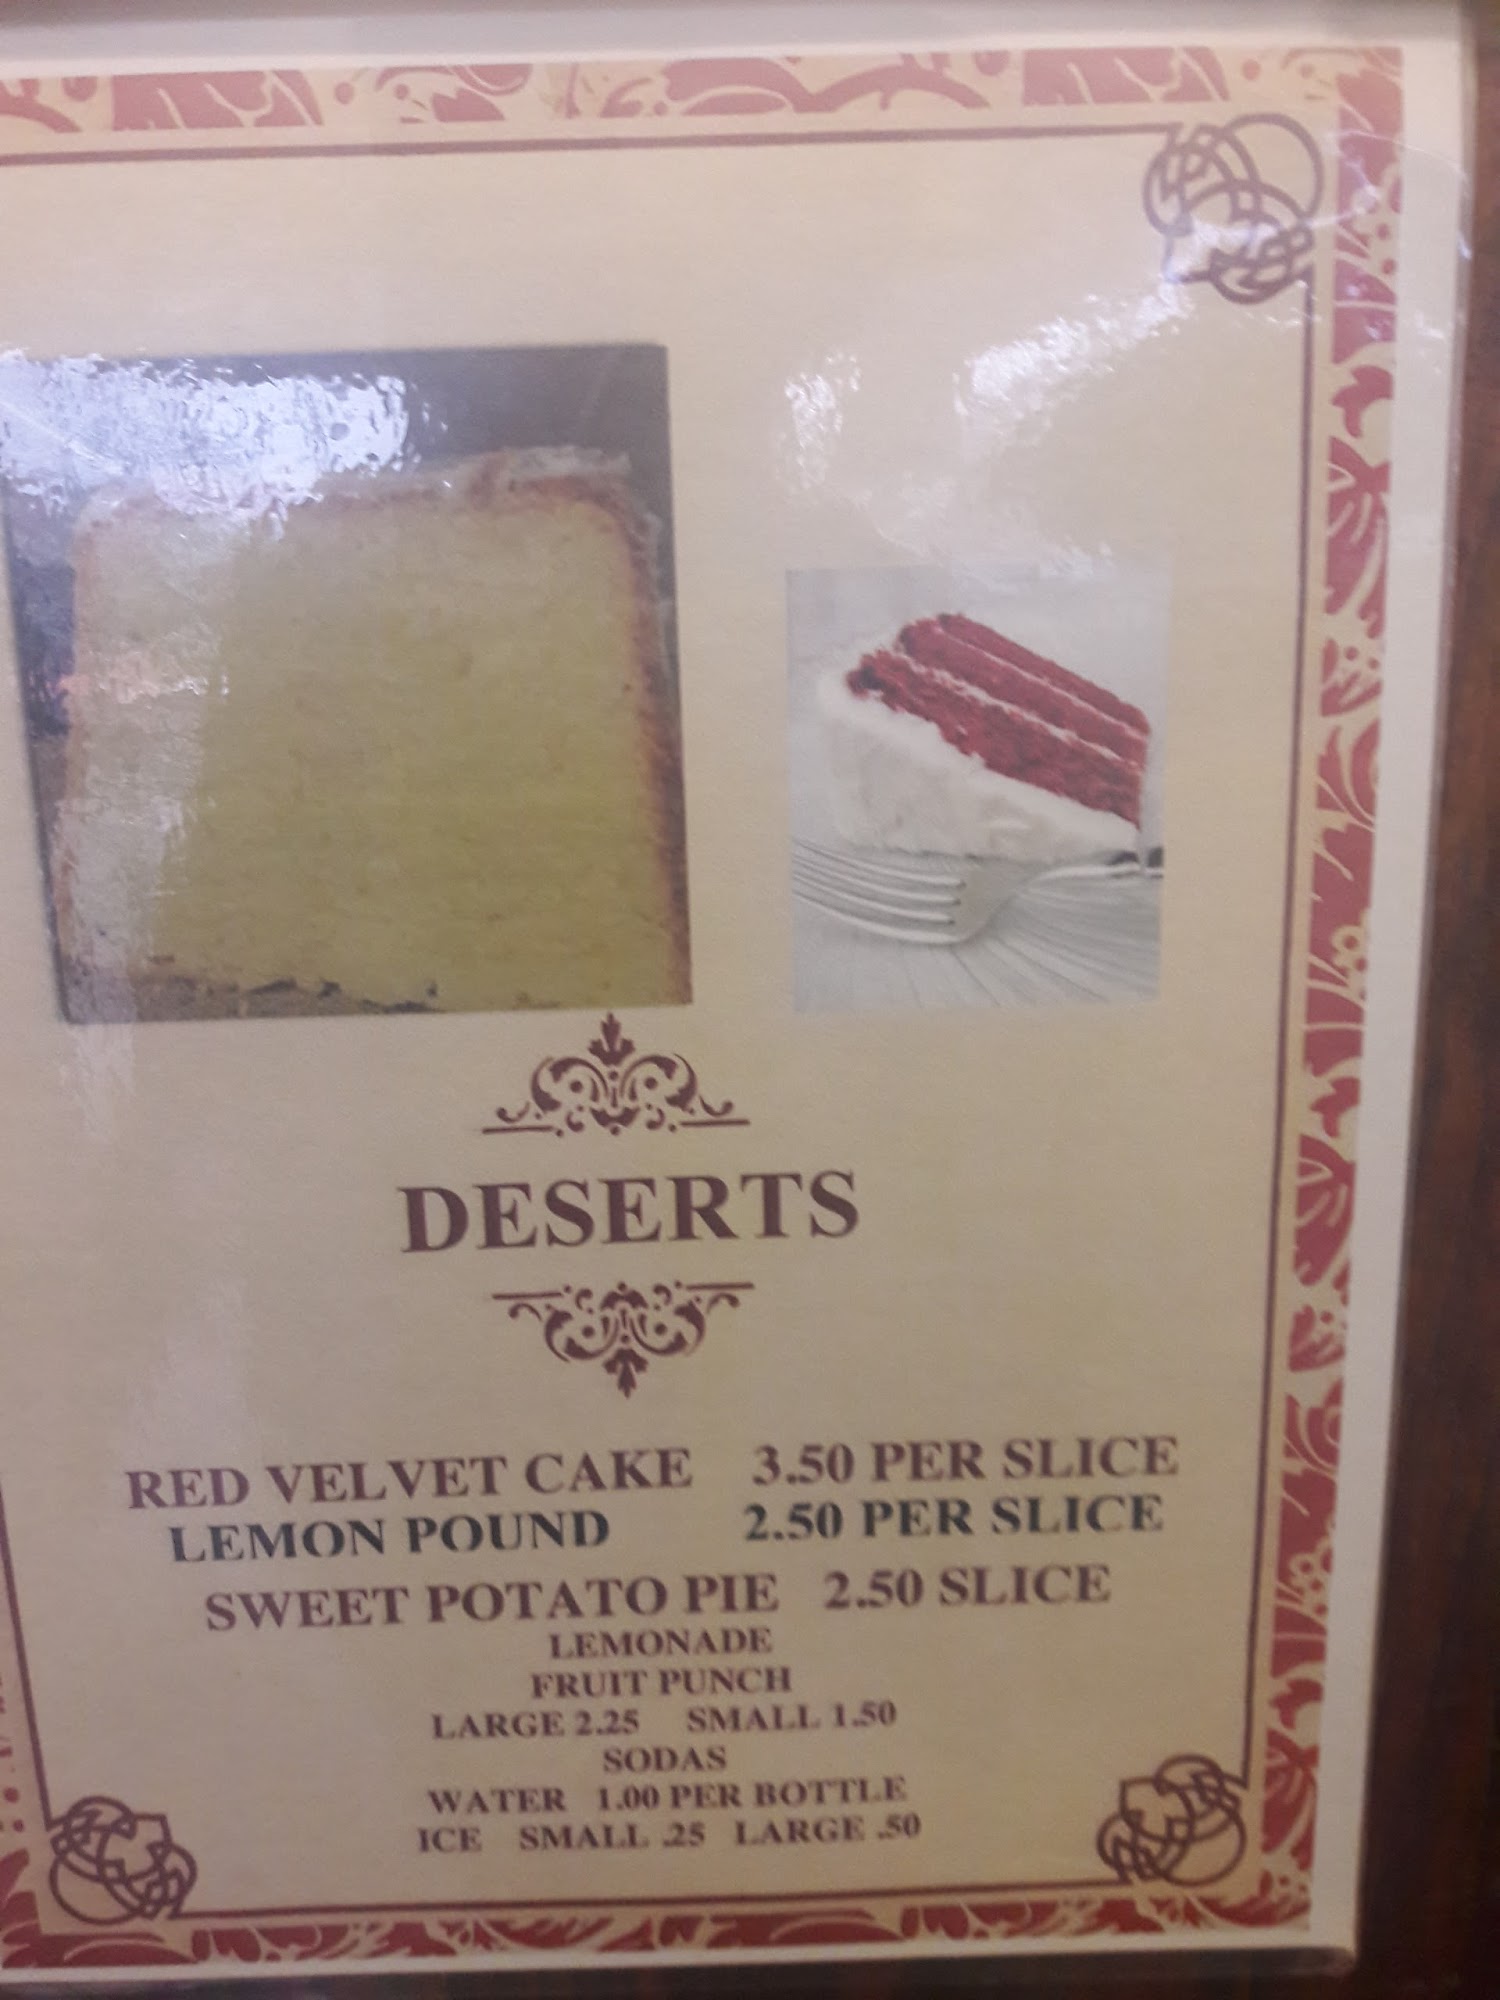 DESERTS
RED VELVET CAKE 3.50 PER SLICE
LEMON POUND 2.50 PER SLICE
SWEET POTATO PIE 2.50 SLICE
LEMONADE
FRUIT PUNCH
LARGE 2.25 SMALL 1.50
SODAS
WATER 1.00 PER BOTTLE
ICE SMALL .25 LARGE .50